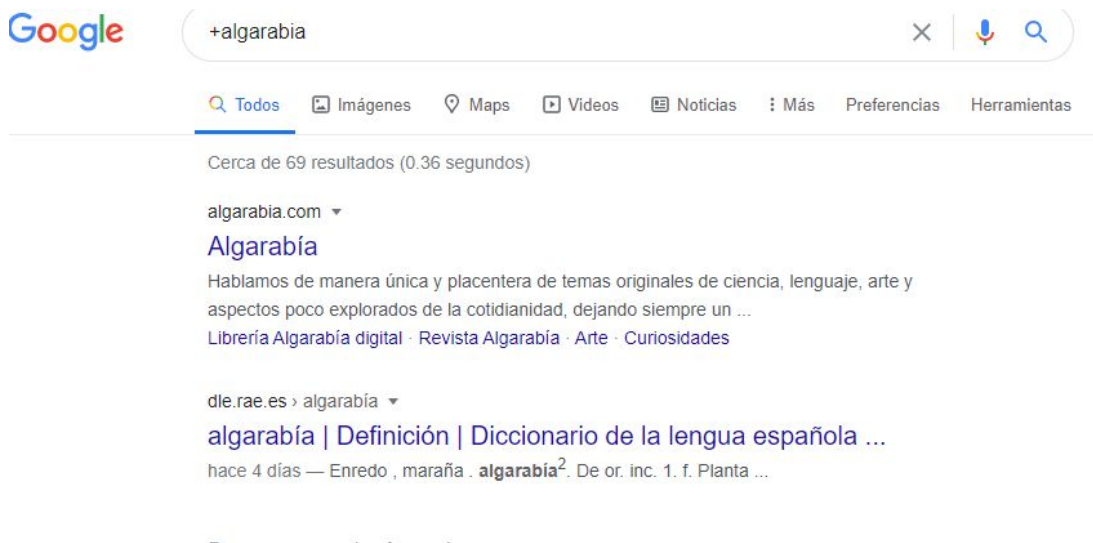 Google
+algarabia
Todos Imágenes Maps Videos Noticias Más Preferencias Herramientas
Cerca de 69 resultados (0.36 segundos)
algarabia.com
Algarabía
Hablamos de manera única y placentera de temas originales de ciencia, lenguaje, arte y
aspectos poco explorados de la cotidianidad, dejando siempre un ...
Librería Algarabía digital · Revista Algarabía · Arte · Curiosidades
dle.rae.es › algarabía
algarabía | Definición | Diccionario de la lengua española ...
hace 4 días — Enredo , maraña . algarabía². De or. inc. 1. f. Planta ...